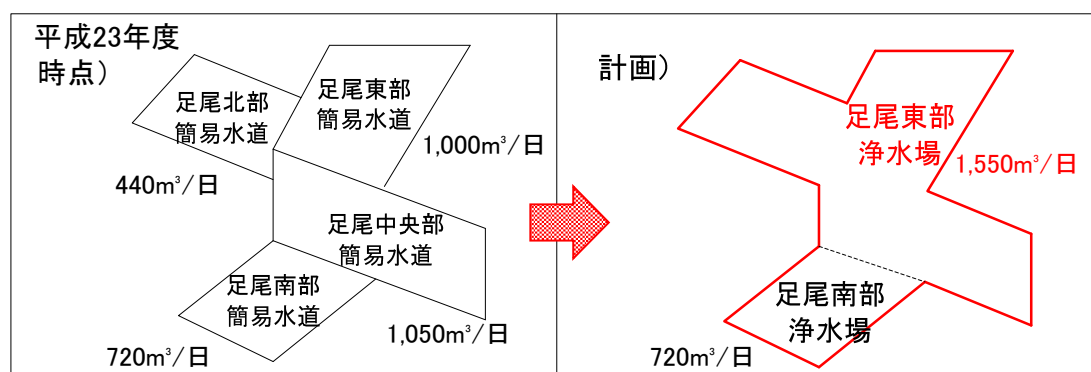 平成23年度
時点）
足尾北部
簡易水道
440m³/日
足尾東部
簡易水道
1,000m³/日
足尾中央部
簡易水道
1,050m³/日
足尾南部
簡易水道
720m³/日
計画）
足尾東部
浄水場
1,550m³/日
足尾南部
浄水場
720m³/日